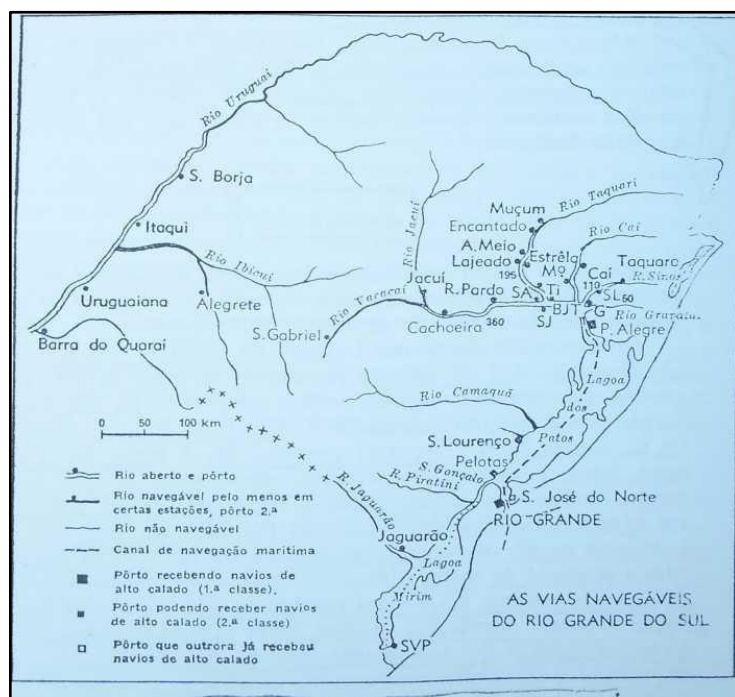 Rio Uruguai
S. Borja
Itaqui
Uruguaiana
Barra do Quaraí
Rio Ibicuí
Alegrete
S. Gabriel
Rio Vacacaí
Rio Jacuí
Jacuí
Cachoeira
360
R. Pardo
Muçum
Encantado
Rio Taquari
A. Meio
Lajeado
Estrêla
195
Rio Caí
Mº
Caí
110
Taquara
R. Sinos
SA
Ti
SL
60
SJ
BJ
T
G
Rio
P. Alegre
Lagoa
dos
Patos
Rio Camaquã
S. Lourenço
Pelotas
S. Gonçalo
R. Piratini
S. José do Norte
RIO GRANDE
R. Jaguarão
Jaguarão
Lagoa
Mirim
SVP
0 50 100
km
Rio aberto e pôrto
Rio navegável pelo menos em
certas estações, pôrto 2.ª
Rio não navegável
Canal de navegação marítima
Pôrto recebendo navios de
alto calado (1.ª classe).
Pôrto podendo receber navios
de alto calado (2.ª classe)
Pôrto que outrora já recebeu
navios de alto calado
AS VIAS NAVEGÁVEIS
DO RIO GRANDE DO SUL